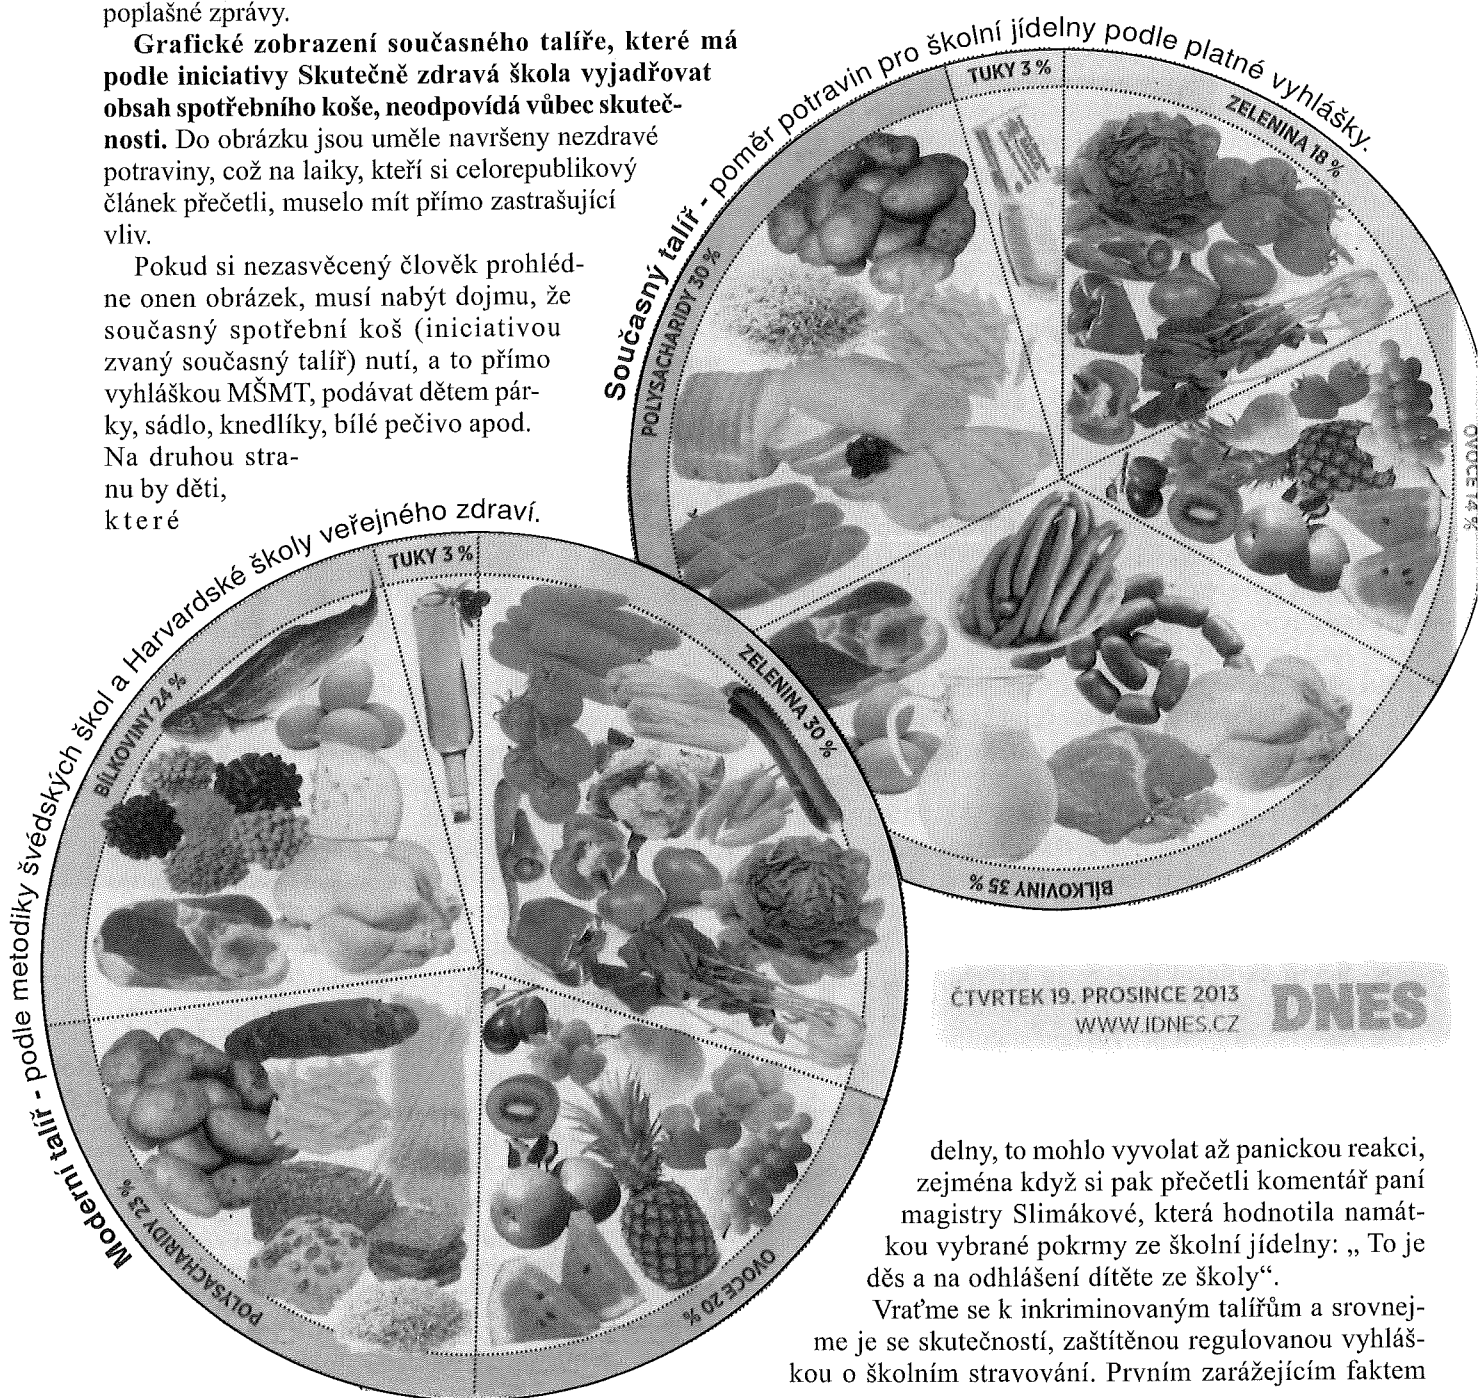 poplašné zprávy.
Grafické zobrazení současného talíře, které má
podle iniciativy Skutečně zdravá škola vyjadřovat
obsah spotřebního koše, neodpovídá vůbec skuteč-
nosti. Do obrázku jsou uměle navršeny nezdravé
potraviny, což na laiky, kteří si celorepublikový
článek přečetli, muselo mít přímo zastrašující
vliv.
Pokud si nezasvěcený člověk prohléd-
ne onen obrázek, musí nabýt dojmu, že
současný spotřební koš (iniciativou
zvaný současný talíř) nutí, a to přímo
vyhláškou MŠMT, podávat dětem pár-
ky, sádlo, knedlíky, bílé pečivo apod.
Na druhou stra-
nu by děti,
které
Současný talíř - poměr potravin pro školní jídelny podle platné vyhlášky.
TUKY 3 %
ZELENINA 18 %
OVOCE 14 %
BÍLKOVINY 35 %
POLYSACHARIDY 30 %
Moderní talíř - podle metodiky švédských škol a Harvardské školy veřejného zdraví.
TUKY 3 %
ZELENINA 30 %
OVOCE 20 %
POLYSACHARIDY 23 %
BÍLKOVINY 24 %
ČTVRTEK 19. PROSINCE 2013
WWW.IDNES.CZ
DNES
delny, to mohlo vyvolat až panickou reakci,
zejména když si pak přečetli komentář paní
magistry Slimákové, která hodnotila namát-
kou vybrané pokrmy ze školní jídelny: „ To je
děs a na odhlášení dítěte ze školy“.
Vraťme se k inkriminovaným talířům a srovnej-
me je se skutečností, zaštítěnou regulovanou vyhláš-
kou o školním stravování. Prvním zarážejícím faktem